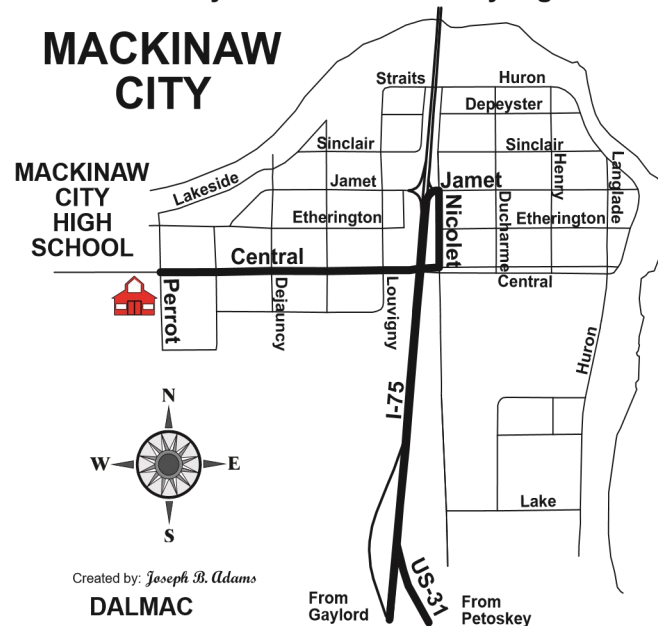 MACKINAW
CITY
Straits
Huron
Depeyster
Sinclair
Sinclair
MACKINAW
CITY
HIGH
SCHOOL
Lakeside
Jamet
Jamet
Henry
Langlade
Etherington
Nicolet
Ducharme
Etherington
Central
Central
Perrot
Dejauncy
Louvigny
Huron
I-75
N
W
E
S
Lake
Created by: Joseph B. Adams
DALMAC
From
Gaylord
US-31
From
Petoskey